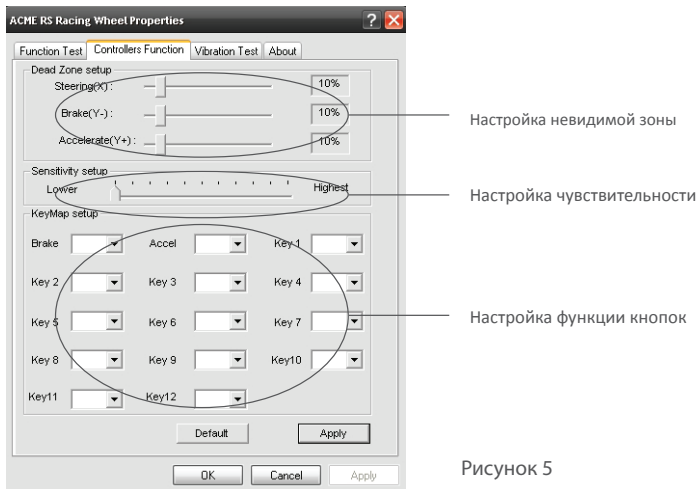 ACME RS Racing Wheel Properties
Function Test Controllers Function Vibration Test About
Dead Zone setup
Steering(X) : 10%
Brake(Y-) : 10%
Accelerate(Y+) : 10%
Настройка невидимой зоны
Sensitivity setup
Lower Highest
Настройка чувствительности
KeyMap setup
Brake Accel Key 1
Key 2 Key 3 Key 4
Key 5 Key 6 Key 7
Настройка функции кнопок
Key 8 Key 9 Key10
Key11 Key12
Default Apply
OK Cancel Apply
Рисунок 5